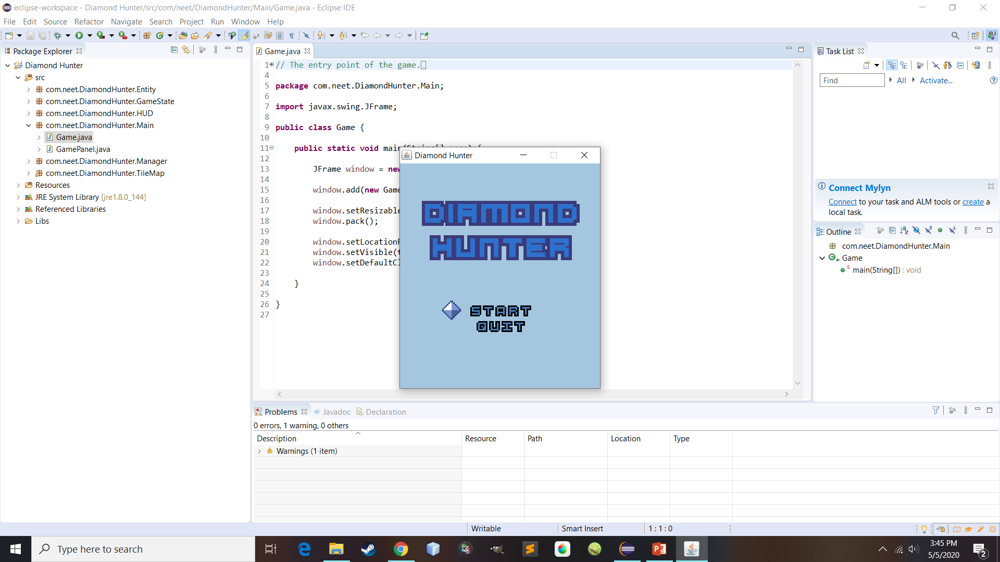 eclipse-workspace - Diamond Hunter/src/com/neet/DiamondHunter/Main/Game.java - Eclipse IDE
File Edit Source Refactor Navigate Search Project Run Window Help
Package Explorer
Diamond Hunter
src
com.neet.DiamondHunter.Entity
com.neet.DiamondHunter.GameState
com.neet.DiamondHunter.HUD
com.neet.DiamondHunter.Main
Game.java
GamePanel.java
com.neet.DiamondHunter.Manager
com.neet.DiamondHunter.TileMap
Resources
JRE System Library [jre1.8.0_144]
Referenced Libraries
Libs
Game.java
1 // The entry point of the game.
4
5 package com.neet.DiamondHunter.Main;
6
7 import javax.swing.JFrame;
8
9 public class Game {
10
11 public static void main(String[] args) {
12
13 JFrame window = new
14
15 window.add(new Game
16
17 window.setResizable
18 window.pack();
19
20 window.setLocation
21 window.setVisible(
22 window.setDefaultC
23
24 }
25
26 }
27
Diamond Hunter
DIAMOND
HUNTER
START
QUIT
Task List
Find All Activate...
Connect Mylyn
Connect to your task and ALM tools or create a
local task.
Outline
com.neet.DiamondHunter.Main
Game
main(String[]) : void
Problems @ Javadoc Declaration
0 errors, 1 warning, 0 others
Description Resource Path Location Type
Warnings (1 item)
Writable Smart Insert 1 : 1 : 0
Type here to search
3:45 PM
5/5/2020
2